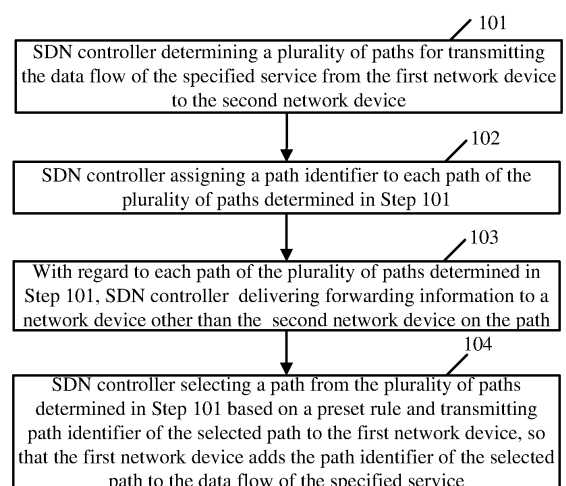 101
SDN controller determining a plurality of paths for transmitting
the data flow of the specified service from the first network device
to the second network device
102
SDN controller assigning a path identifier to each path of the
plurality of paths determined in Step 101
103
With regard to each path of the plurality of paths determined in
Step 101, SDN controller delivering forwarding information to a
network device other than the second network device on the path
104
SDN controller selecting a path from the plurality of paths
determined in Step 101 based on a preset rule and transmitting
path identifier of the selected path to the first network device, so
that the first network device adds the path identifier of the selected
path to the data flow of the specified service